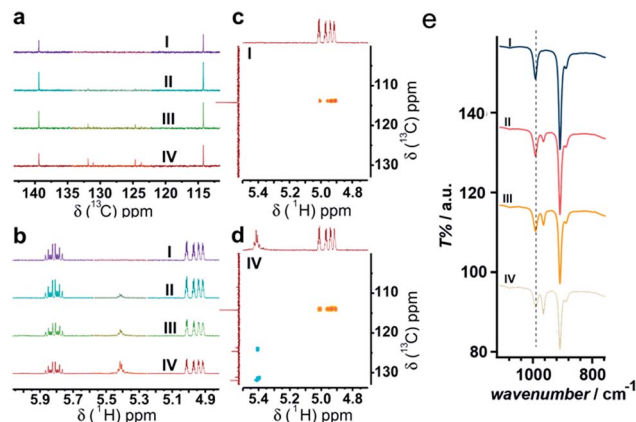 a
I
II
III
IV
140 135 130 125 120 115
δ (¹³C) ppm
b
I
II
III
IV
5.9 5.7 5.5 5.3 5.1 4.9
δ (¹H) ppm
c
I
110
120
130
δ (¹³C) ppm
5.4 5.2 5.0 4.8
δ (¹H) ppm
d
IV
110
120
130
δ (¹³C) ppm
5.4 5.2 5.0 4.8
δ (¹H) ppm
e
I
II
III
IV
140
120
100
80
T% / a.u.
1000 800
wavenumber / cm⁻¹